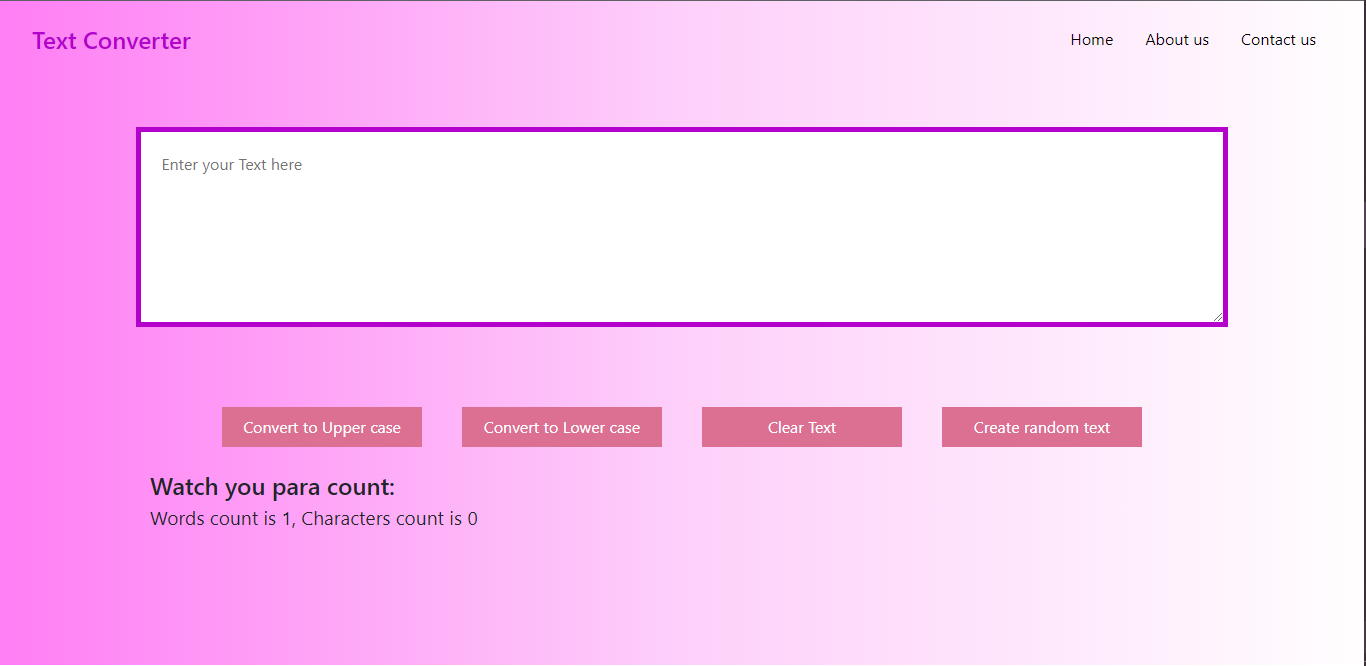 Text Converter
Home About us Contact us
Enter your Text here
Convert to Upper case Convert to Lower case Clear Text Create random text
Watch you para count:
Words count is 1, Characters count is 0